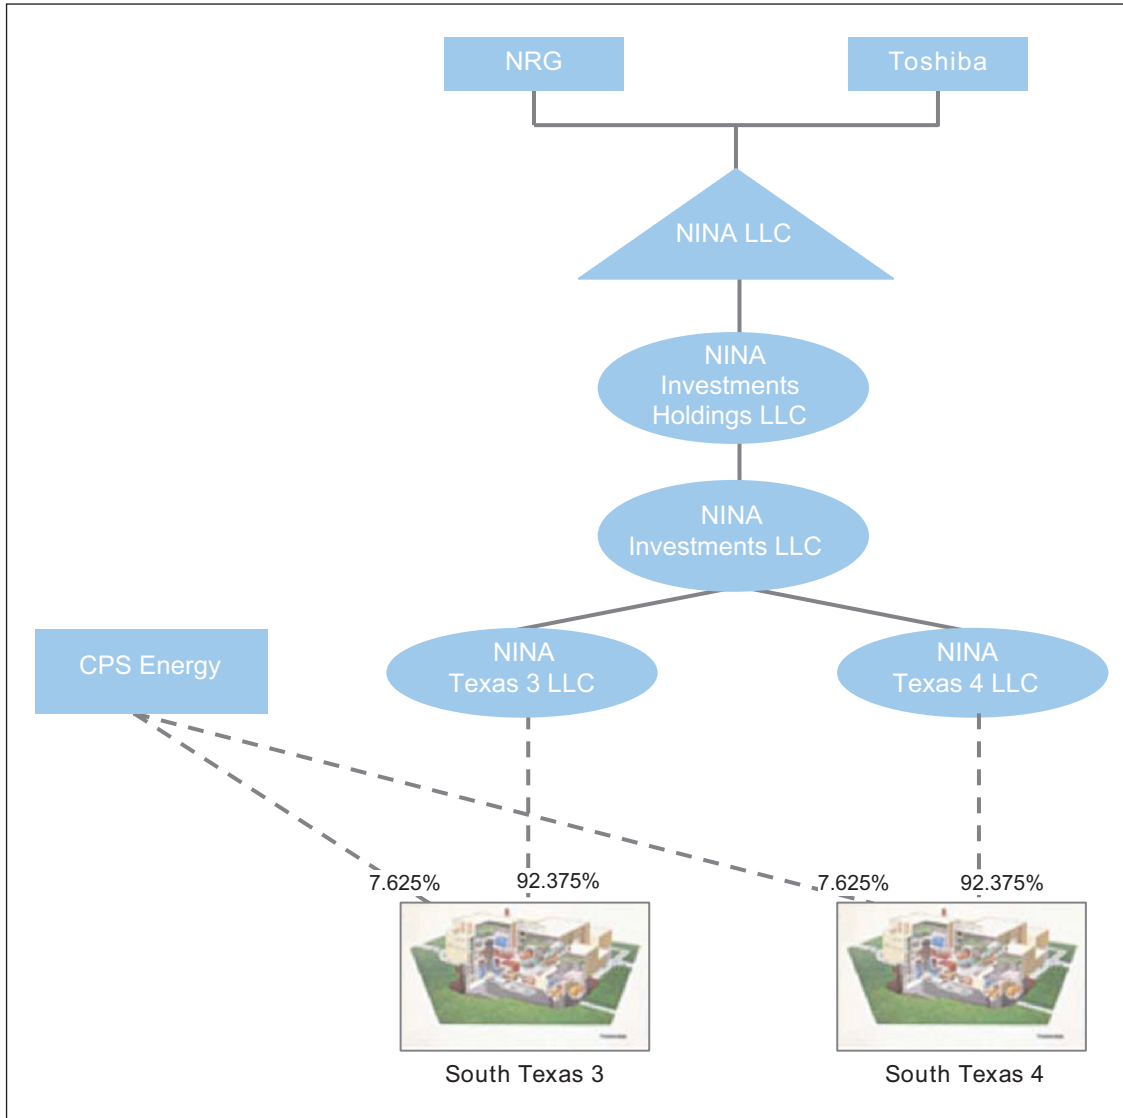 NRG
Toshiba
NINA LLC
NINA
Investments
Holdings LLC
NINA
Investments LLC
CPS Energy
NINA
Texas 3 LLC
NINA
Texas 4 LLC
7.625%
92.375%
7.625%
92.375%
South Texas 3
South Texas 4